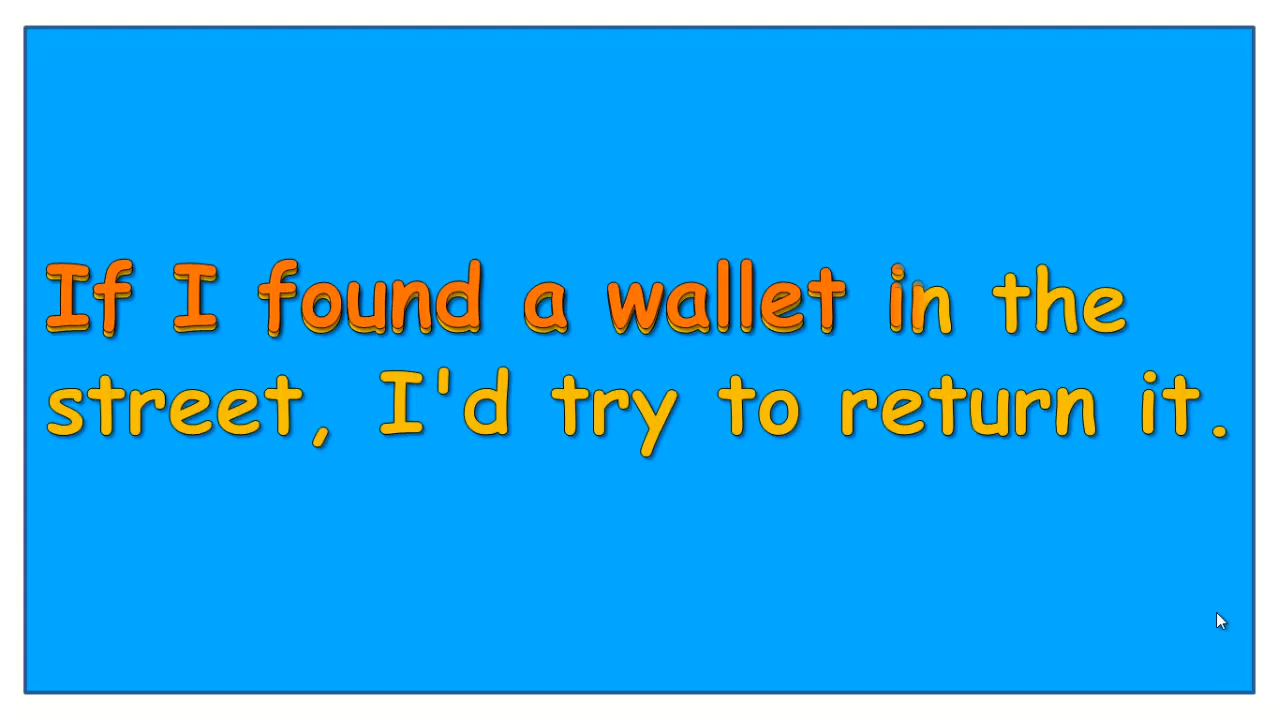 If I found a wallet in the
street, I'd try to return it.